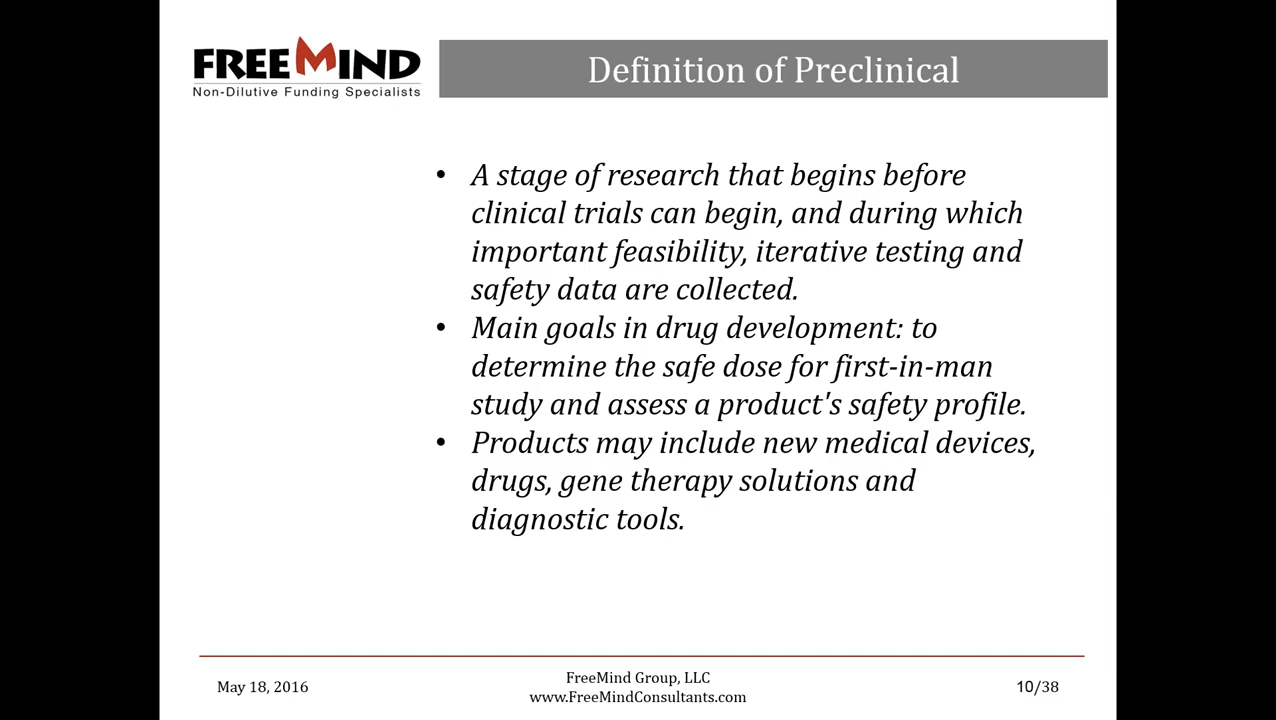 FREEMIND
Non-Dilutive Funding Specialists
Definition of Preclinical
• A stage of research that begins before
clinical trials can begin, and during which
important feasibility, iterative testing and
safety data are collected.
• Main goals in drug development: to
determine the safe dose for first-in-man
study and assess a product's safety profile.
• Products may include new medical devices,
drugs, gene therapy solutions and
diagnostic tools.
May 18, 2016
FreeMind Group, LLC
www.FreeMindConsultants.com
10/38